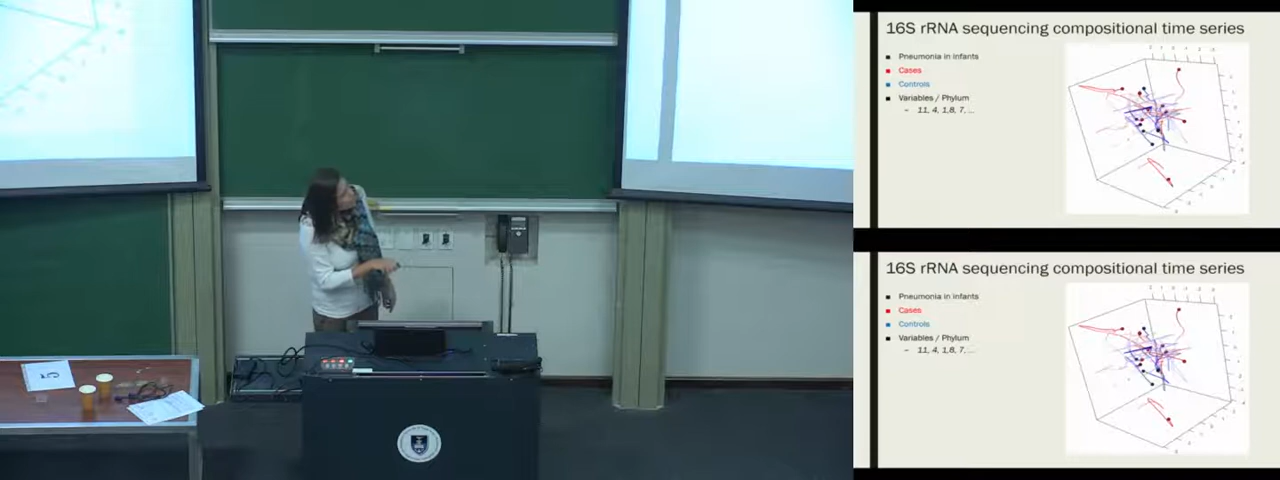 16S rRNA sequencing compositional time series
Pneumonia in infants
Cases
Controls
Variables / Phylum
– 11, 4, 1,8, 7, ...
16S rRNA sequencing compositional time series
Pneumonia in infants
Cases
Controls
Variables / Phylum
– 11, 4, 1,8, 7, ...
5